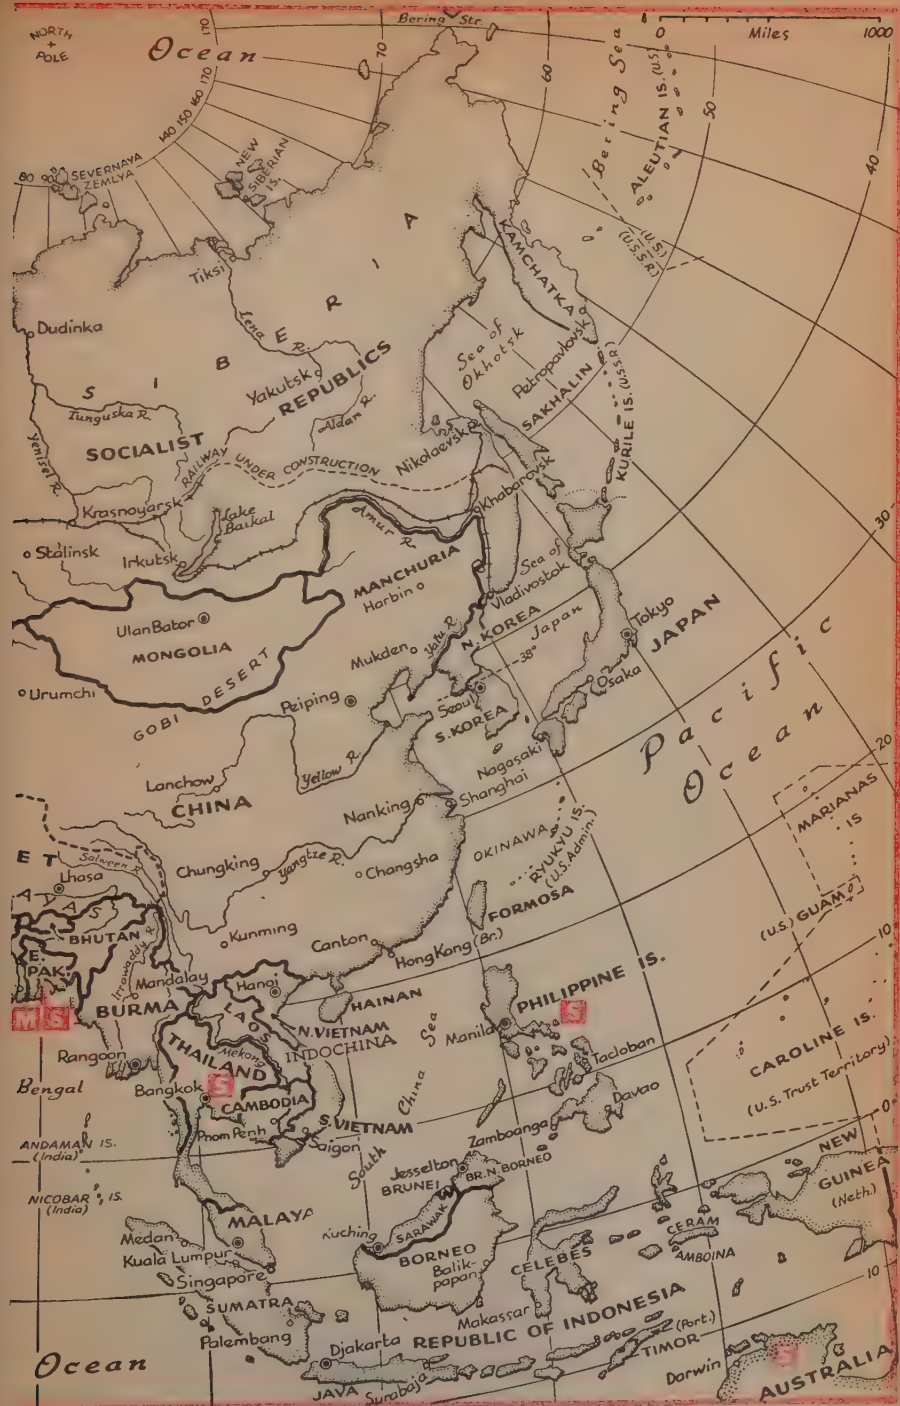 NORTH
+
POLE
Ocean
170
Bering Str.
70
60
0 Miles 1000
Bering Sea
ALEUTIAN IS. (U.S.)
50
40
170
160
150
140
80 90
SEVERNAYA
ZEMLYA
NEW
SIBERIAN
IS.
(U.S.)
(U.S.S.R.)
KAMCHATKA
Tiksi
Lena R.
Dudinka
SIBERIA
Sea of
Okhotsk
Petropavlovsk
SAKHALIN
KURILE IS. (U.S.S.R.)
Yakutsk
REPUBLICS
Tunguska R.
Aldan R.
SOCIALIST
Yenisei R.
RAILWAY UNDER CONSTRUCTION
Nikolaevsk
Krasnoyarsk
Lake
Baikal
Amur R.
Khabarovsk
30
Stalinsk
Irkutsk
MANCHURIA
Harbin
Sea of
Japan
Vladivostok
Ulan Bator
MONGOLIA
N. KOREA
Yalu R.
Mukden
38°
Tokyo
JAPAN
Osaka
Urumchi
GOBI DESERT
Peiping
Seoul
S. KOREA
Nagasaki
Pacific
Ocean
20
Lanchow
Yellow R.
CHINA
Nanking
Shanghai
MARIANAS
IS
OKINAWA
RYUKYU IS.
(U.S. Admin.)
ET
Salween R.
Lhasa
Chungking
Yangtze R.
Changsha
FORMOSA
(U.S.) GUAM
AYAS
BHUTAN
Kunming
Canton
Hong Kong (Br.)
10
E.
PAK.
Irrawaddy R.
Mandalay
Hanoi
HAINAN
PHILIPPINE IS.
M S
S
BURMA
LAOS
N. VIETNAM
INDOCHINA
Manila
CAROLINE IS.
(U.S. Trust Territory)
Rangoon
THAILAND
Mekong
Tacloban
Bengal
Bangkok
S
CAMBODIA
South China Sea
Davao
0°
ANDAMAN IS.
(India)
Pnom Penh
S. VIETNAM
Saigon
Zamboanga
NEW
GUINEA
(Neth.)
NICOBAR IS.
(India)
Jesselton
BRUNEI
BR. N. BORNEO
MALAYA
Kuching
SARAWAK
CERAM
AMBOINA
Medan
Kuala Lumpur
Singapore
BORNEO
Balik-
papan
CELEBES
10
SUMATRA
Makassar
REPUBLIC OF INDONESIA
Palembang
Djakarta
(Port.)
TIMOR
Ocean
JAVA
Surabaja
Darwin
S
AUSTRALIA